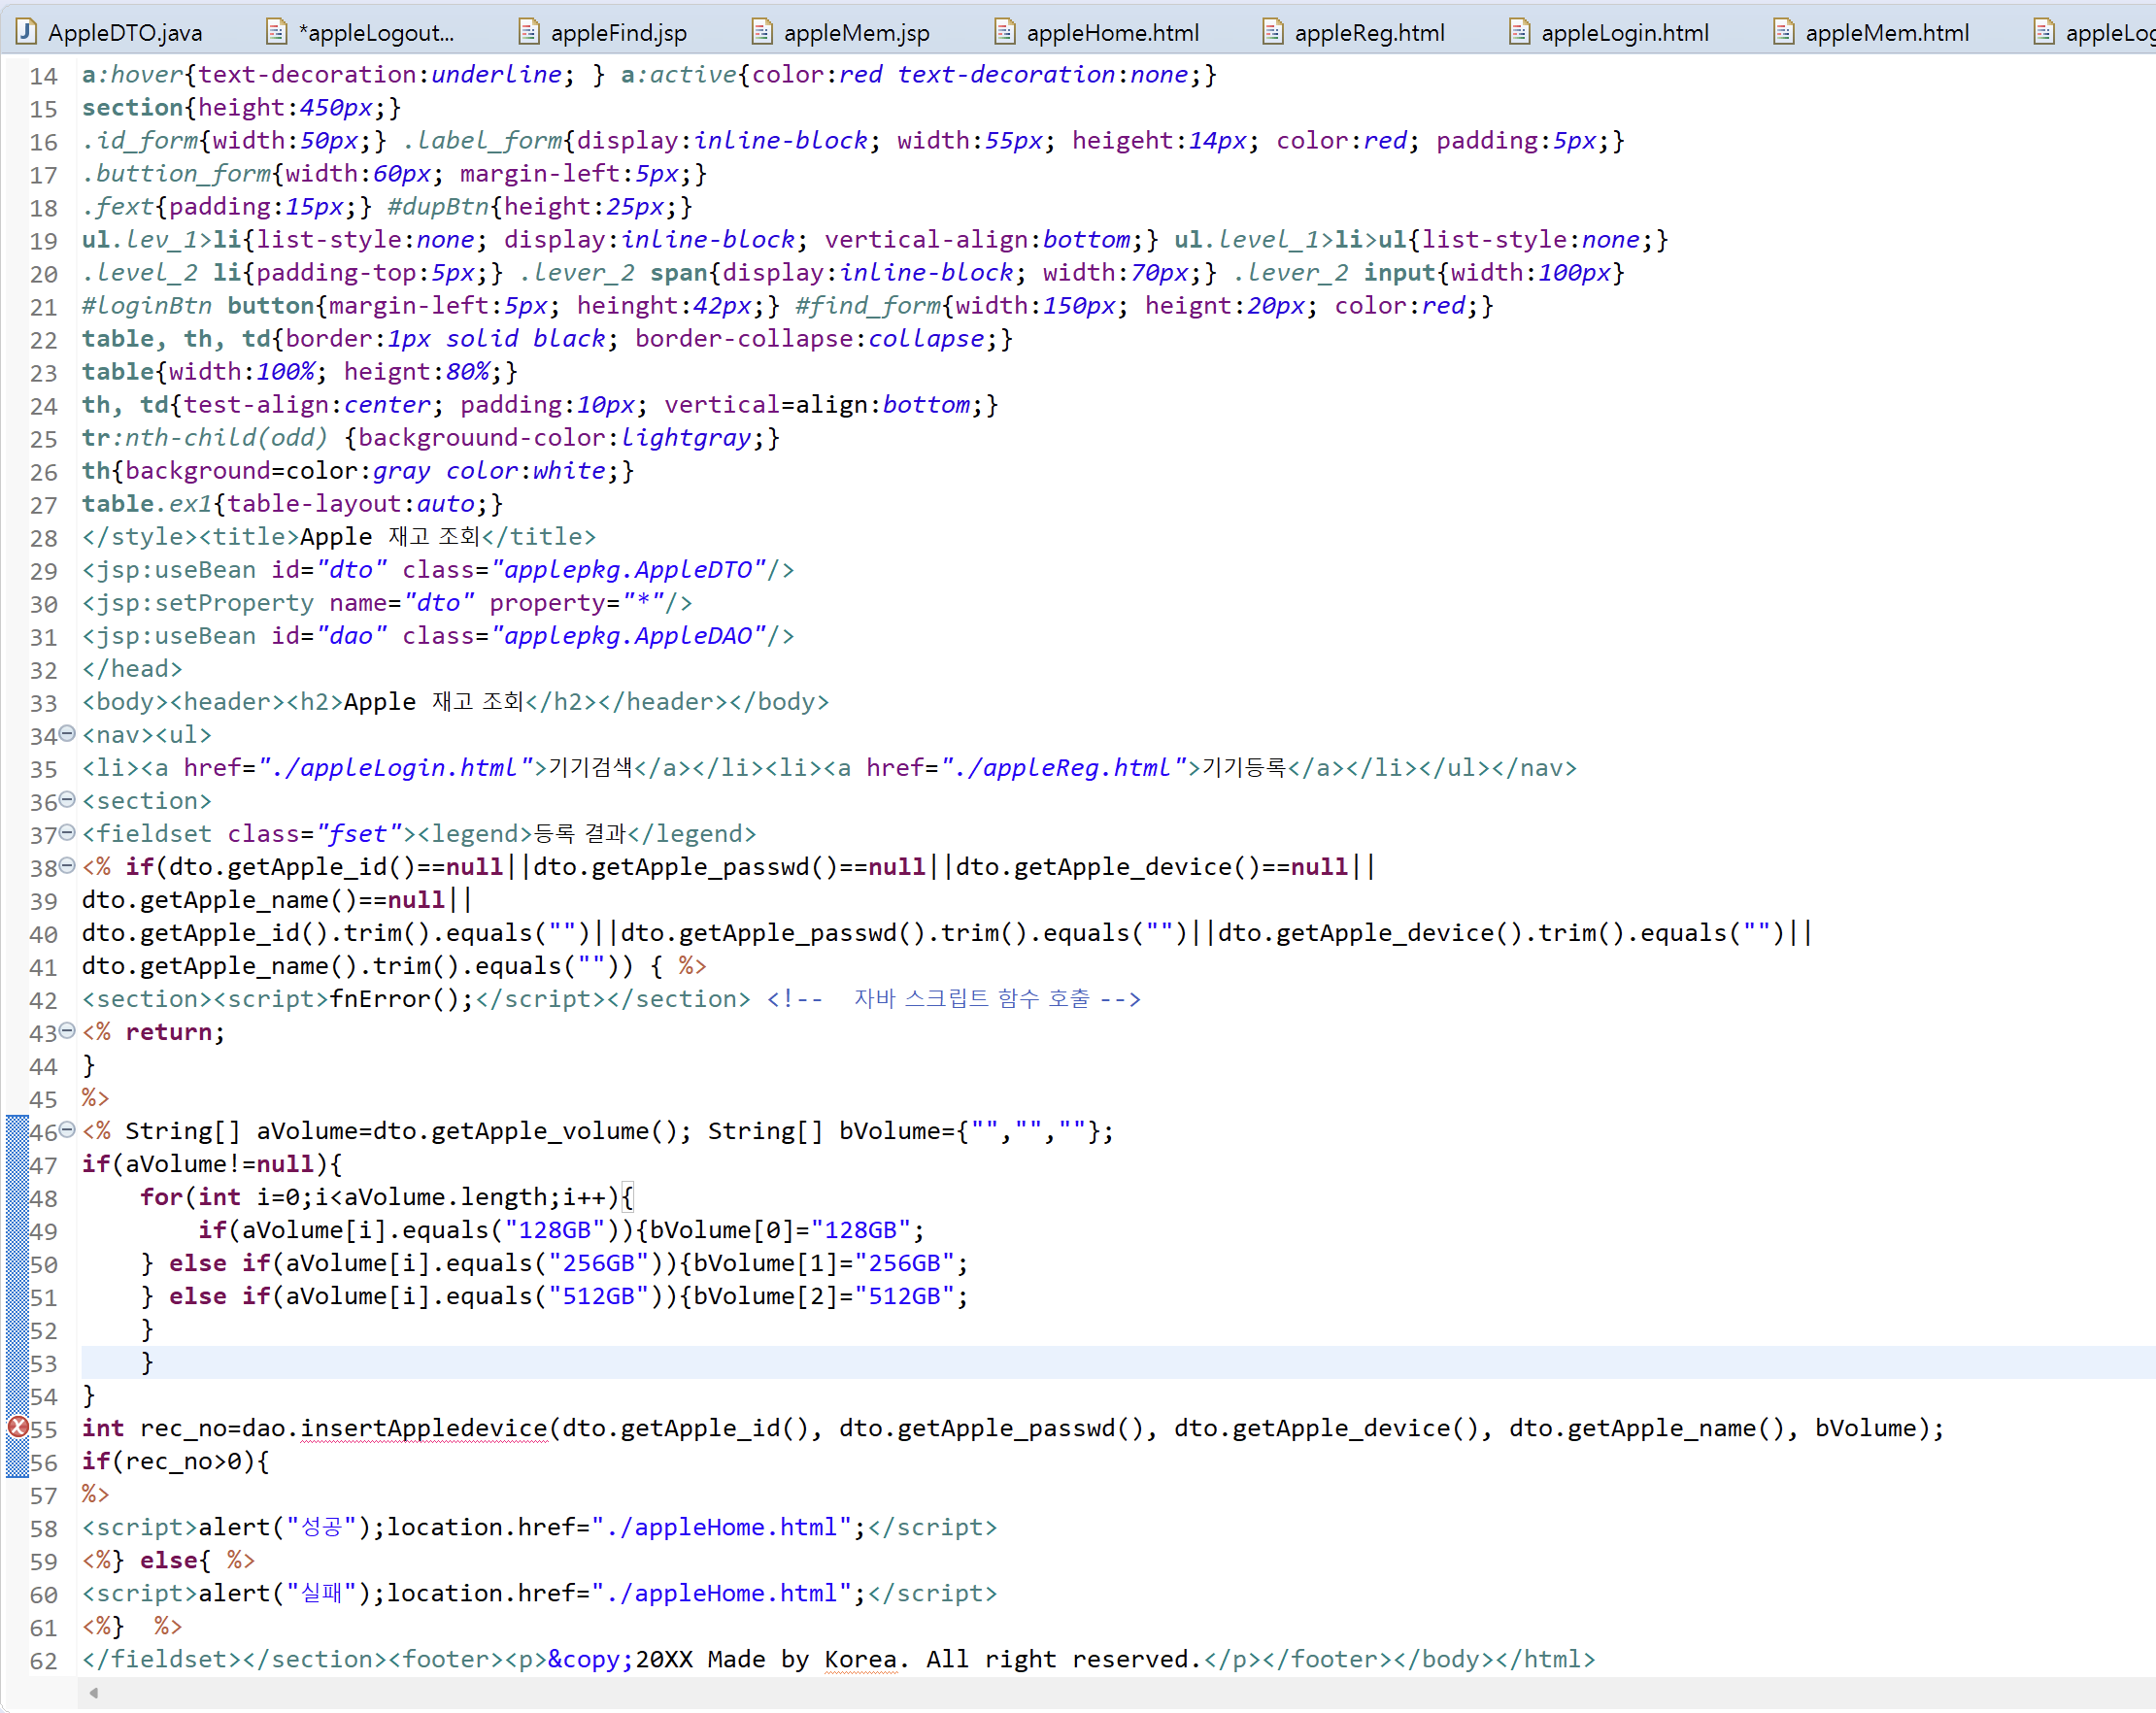 AppleDTO.java *appleLogout... appleFind.jsp appleMem.jsp appleHome.html appleReg.html appleLogin.html appleMem.html appleLog
14 a:hover{text-decoration:underline; } a:active{color:red text-decoration:none;}
15 section{height:450px;}
16 .id_form{width:50px;} .label_form{display:inline-block; width:55px; heigeht:14px; color:red; padding:5px;}
17 .buttion_form{width:60px; margin-left:5px;}
18 .fext{padding:15px;} #dupBtn{height:25px;}
19 ul.lev_1>li{list-style:none; display:inline-block; vertical-align:bottom;} ul.level_1>li>ul{list-style:none;}
20 .level_2 li{padding-top:5px;} .lever_2 span{display:inline-block; width:70px;} .lever_2 input{width:100px}
21 #loginBtn button{margin-left:5px; heinght:42px;} #find_form{width:150px; heignt:20px; color:red;}
22 table, th, td{border:1px solid black; border-collapse:collapse;}
23 table{width:100%; heignt:80%;}
24 th, td{test-align:center; padding:10px; vertical=align:bottom;}
25 tr:nth-child(odd) {backgrouund-color:lightgray;}
26 th{background=color:gray color:white;}
27 table.ex1{table-layout:auto;}
28 </style><title>Apple 재고 조회</title>
29 <jsp:useBean id="dto" class="applepkg.AppleDTO"/>
30 <jsp:setProperty name="dto" property="*"/>
31 <jsp:useBean id="dao" class="applepkg.AppleDAO"/>
32 </head>
33 <body><header><h2>Apple 재고 조회</h2></header></body>
34 <nav><ul>
35 <li><a href="./appleLogin.html">기기검색</a></li><li><a href="./appleReg.html">기기등록</a></li></ul></nav>
36 <section>
37 <fieldset class="fset"><legend>등록 결과</legend>
38 <% if(dto.getApple_id()==null||dto.getApple_passwd()==null||dto.getApple_device()==null||
39 dto.getApple_name()==null||
40 dto.getApple_id().trim().equals("")||dto.getApple_passwd().trim().equals("")||dto.getApple_device().trim().equals("")||
41 dto.getApple_name().trim().equals("")) { %>
42 <section><script>fnError();</script></section> <!--  자바 스크립트 함수 호출 -->
43 <% return;
44 }
45 %>
46 <% String[] aVolume=dto.getApple_volume(); String[] bVolume={"","",""};
47 if(aVolume!=null){
48     for(int i=0;i<aVolume.length;i++){
49         if(aVolume[i].equals("128GB")){bVolume[0]="128GB";
50     } else if(aVolume[i].equals("256GB")){bVolume[1]="256GB";
51     } else if(aVolume[i].equals("512GB")){bVolume[2]="512GB";
52     }
53     }
54 }
55 int rec_no=dao.insertAppledevice(dto.getApple_id(), dto.getApple_passwd(), dto.getApple_device(), dto.getApple_name(), bVolume);
56 if(rec_no>0){
57 %>
58 <script>alert("성공");location.href="./appleHome.html";</script>
59 <%} else{ %>
60 <script>alert("실패");location.href="./appleHome.html";</script>
61 <%}  %>
62 </fieldset></section><footer><p>&copy;20XX Made by Korea. All right reserved.</p></footer></body></html>